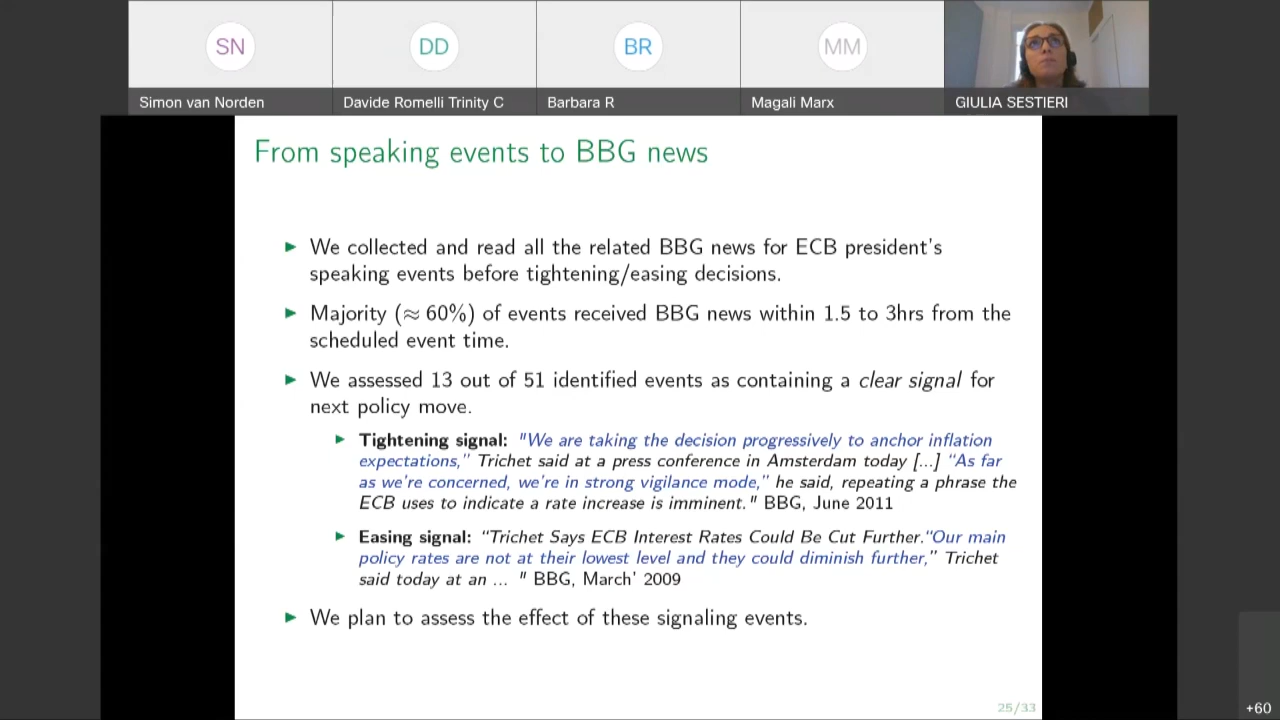 SN
DD
BR
MM
Simon van Norden
Davide Romelli Trinity C
Barbara R
Magali Marx
GIULIA SESTIERI
From speaking events to BBG news
► We collected and read all the related BBG news for ECB president's
speaking events before tightening/easing decisions.
► Majority (≈ 60%) of events received BBG news within 1.5 to 3hrs from the
scheduled event time.
► We assessed 13 out of 51 identified events as containing a clear signal for
next policy move.
► Tightening signal: "We are taking the decision progressively to anchor inflation
expectations," Trichet said at a press conference in Amsterdam today [...] "As far
as we're concerned, we're in strong vigilance mode," he said, repeating a phrase the
ECB uses to indicate a rate increase is imminent." BBG, June 2011
► Easing signal: "Trichet Says ECB Interest Rates Could Be Cut Further."Our main
policy rates are not at their lowest level and they could diminish further," Trichet
said today at an ... " BBG, March' 2009
► We plan to assess the effect of these signaling events.
25/33
+60